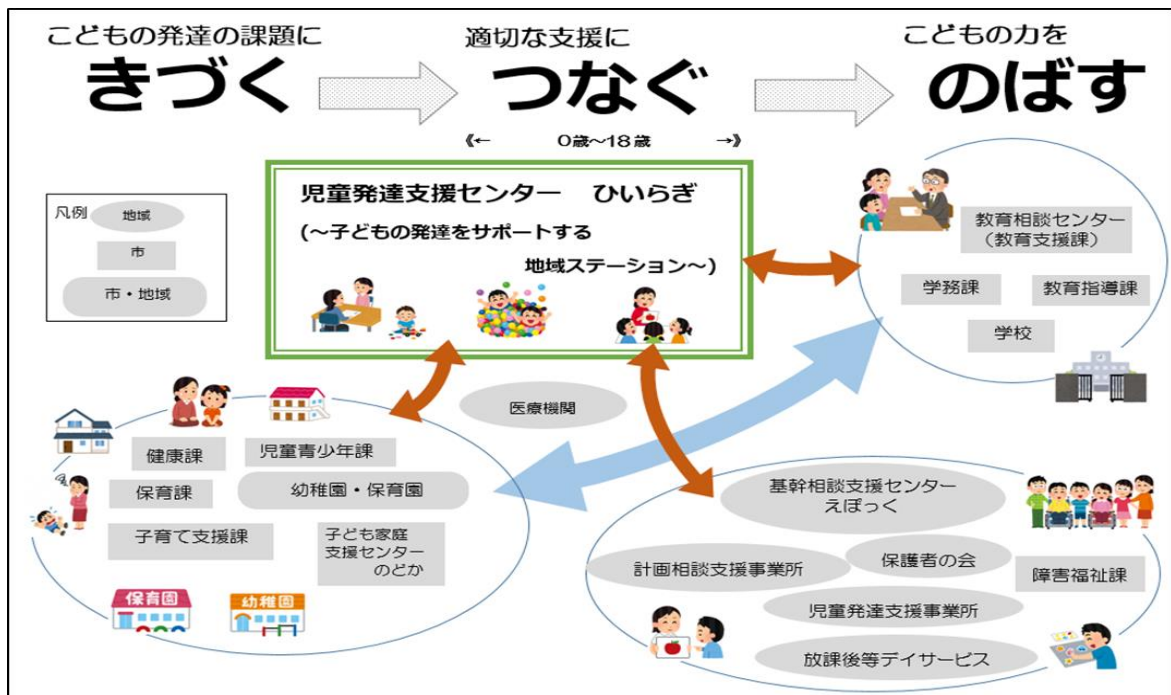 こどもの発達の課題に
きづく
適切な支援に
つなぐ
こどもの力を
のばす
《← 0歳~18歳 →》
凡例
地域
市
市・地域
児童発達支援センター ひいらぎ
(~子どもの発達をサポートする
地域ステーション~)
教育相談センター
(教育支援課)
学務課
教育指導課
学校
医療機関
健康課
児童青少年課
保育課
幼稚園・保育園
子育て支援課
子ども家庭
支援センター
のどか
保育園
幼稚園
基幹相談支援センター
えぽっく
計画相談支援事業所
保護者の会
障害福祉課
児童発達支援事業所
放課後等デイサービス